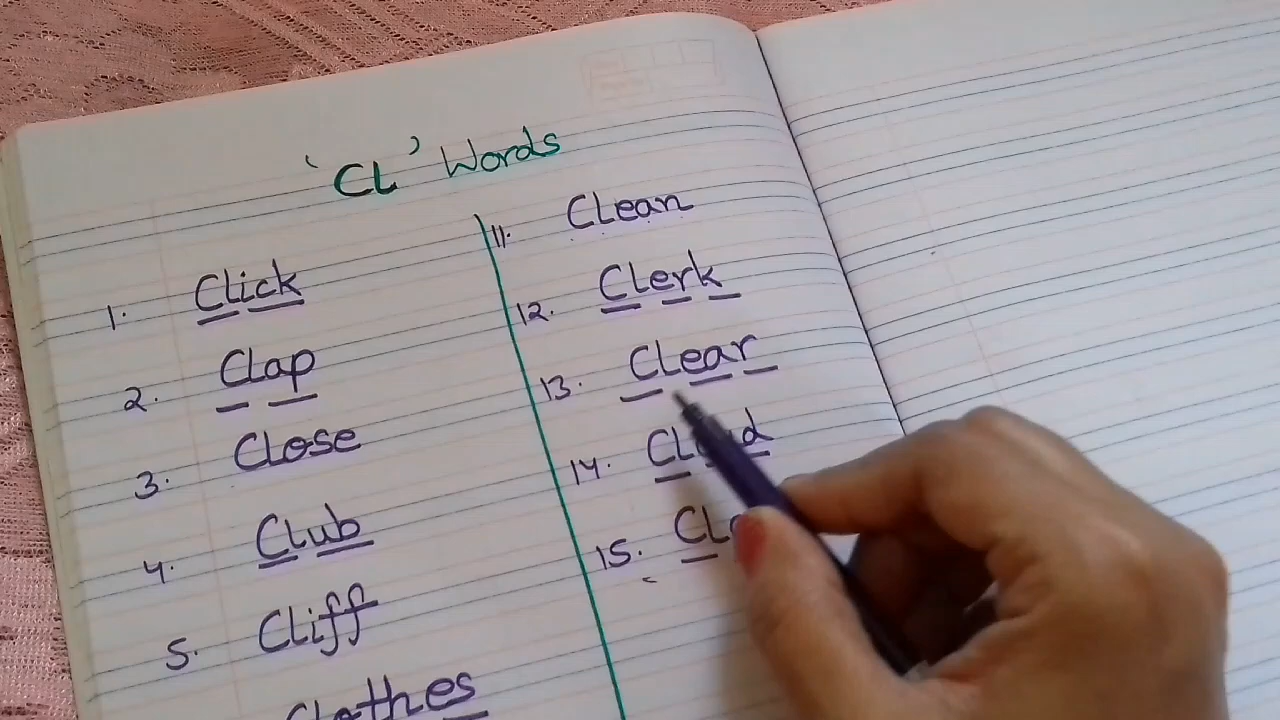 'CL' Words
1. Click
2. Clap
3. Close
4. Club
5. Cliff
Clothes
11. Clean
12. Clerk
13. Clear
14.
15.